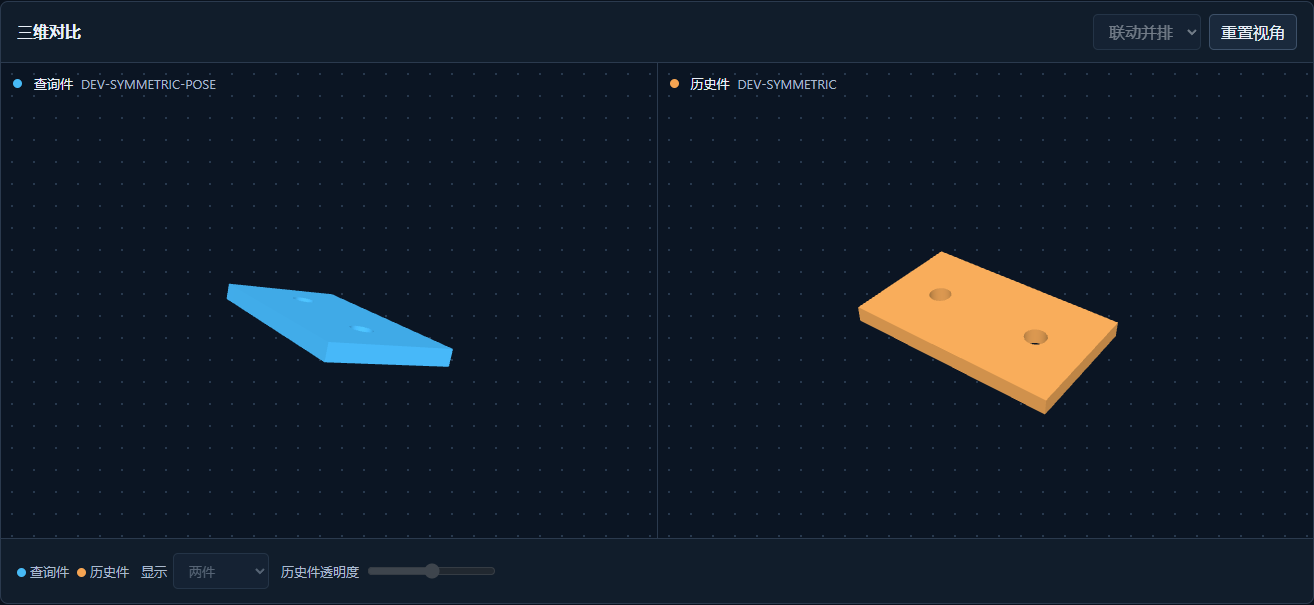 三维对比
联动并排
重置视角
查询件 DEV-SYMMETRIC-POSE
历史件 DEV-SYMMETRIC
查询件 历史件 显示 两件 历史件透明度